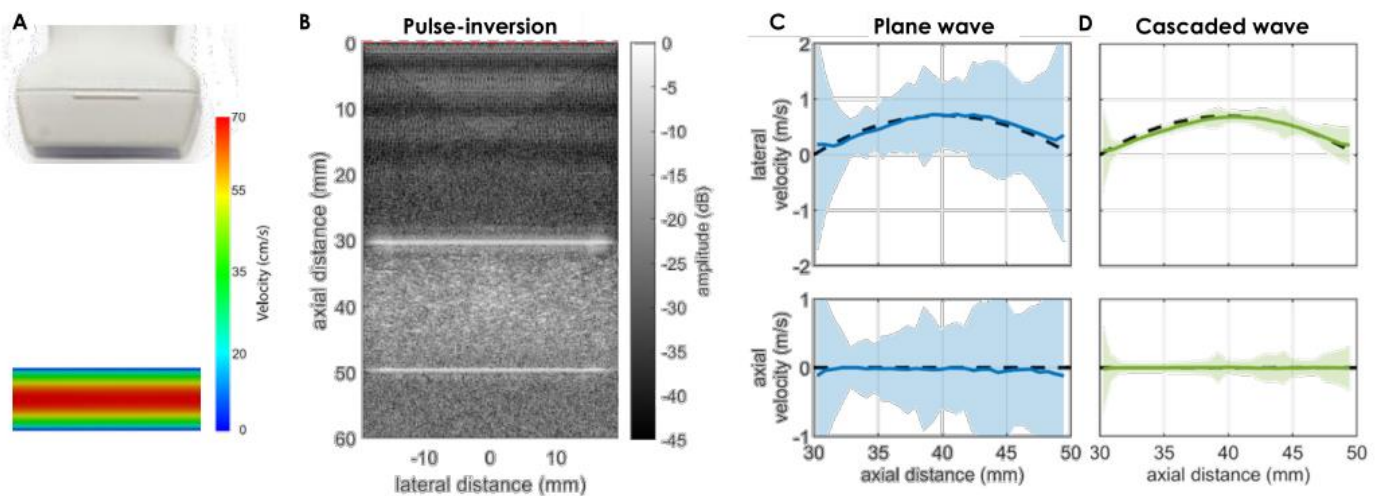 A
70
55
35
20
0
Velocity (cm/s)
B
Pulse-inversion
0
10
20
30
40
50
60
axial distance (mm)
-10
0
10
lateral distance (mm)
0
-5
-10
-15
-20
-25
-30
-35
-40
-45
amplitude (dB)
C
Plane wave
2
1
0
-1
-2
lateral
velocity (m/s)
1
0
-1
axial
velocity (m/s)
30
35
40
45
50
axial distance (mm)
D
Cascaded wave
30
35
40
45
50
axial distance (mm)